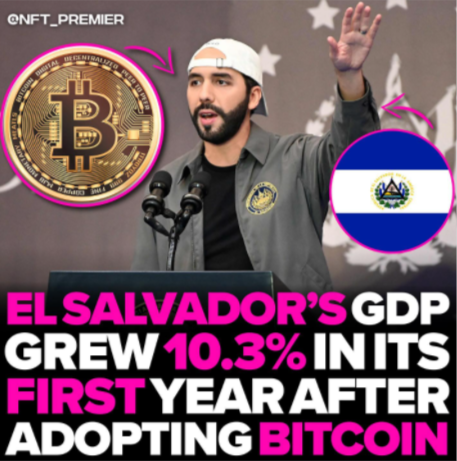 @NFT_PREMIER
EL SALVADOR'S GDP
GREW 10.3% IN ITS
FIRST YEAR AFTER
ADOPTING BITCOIN